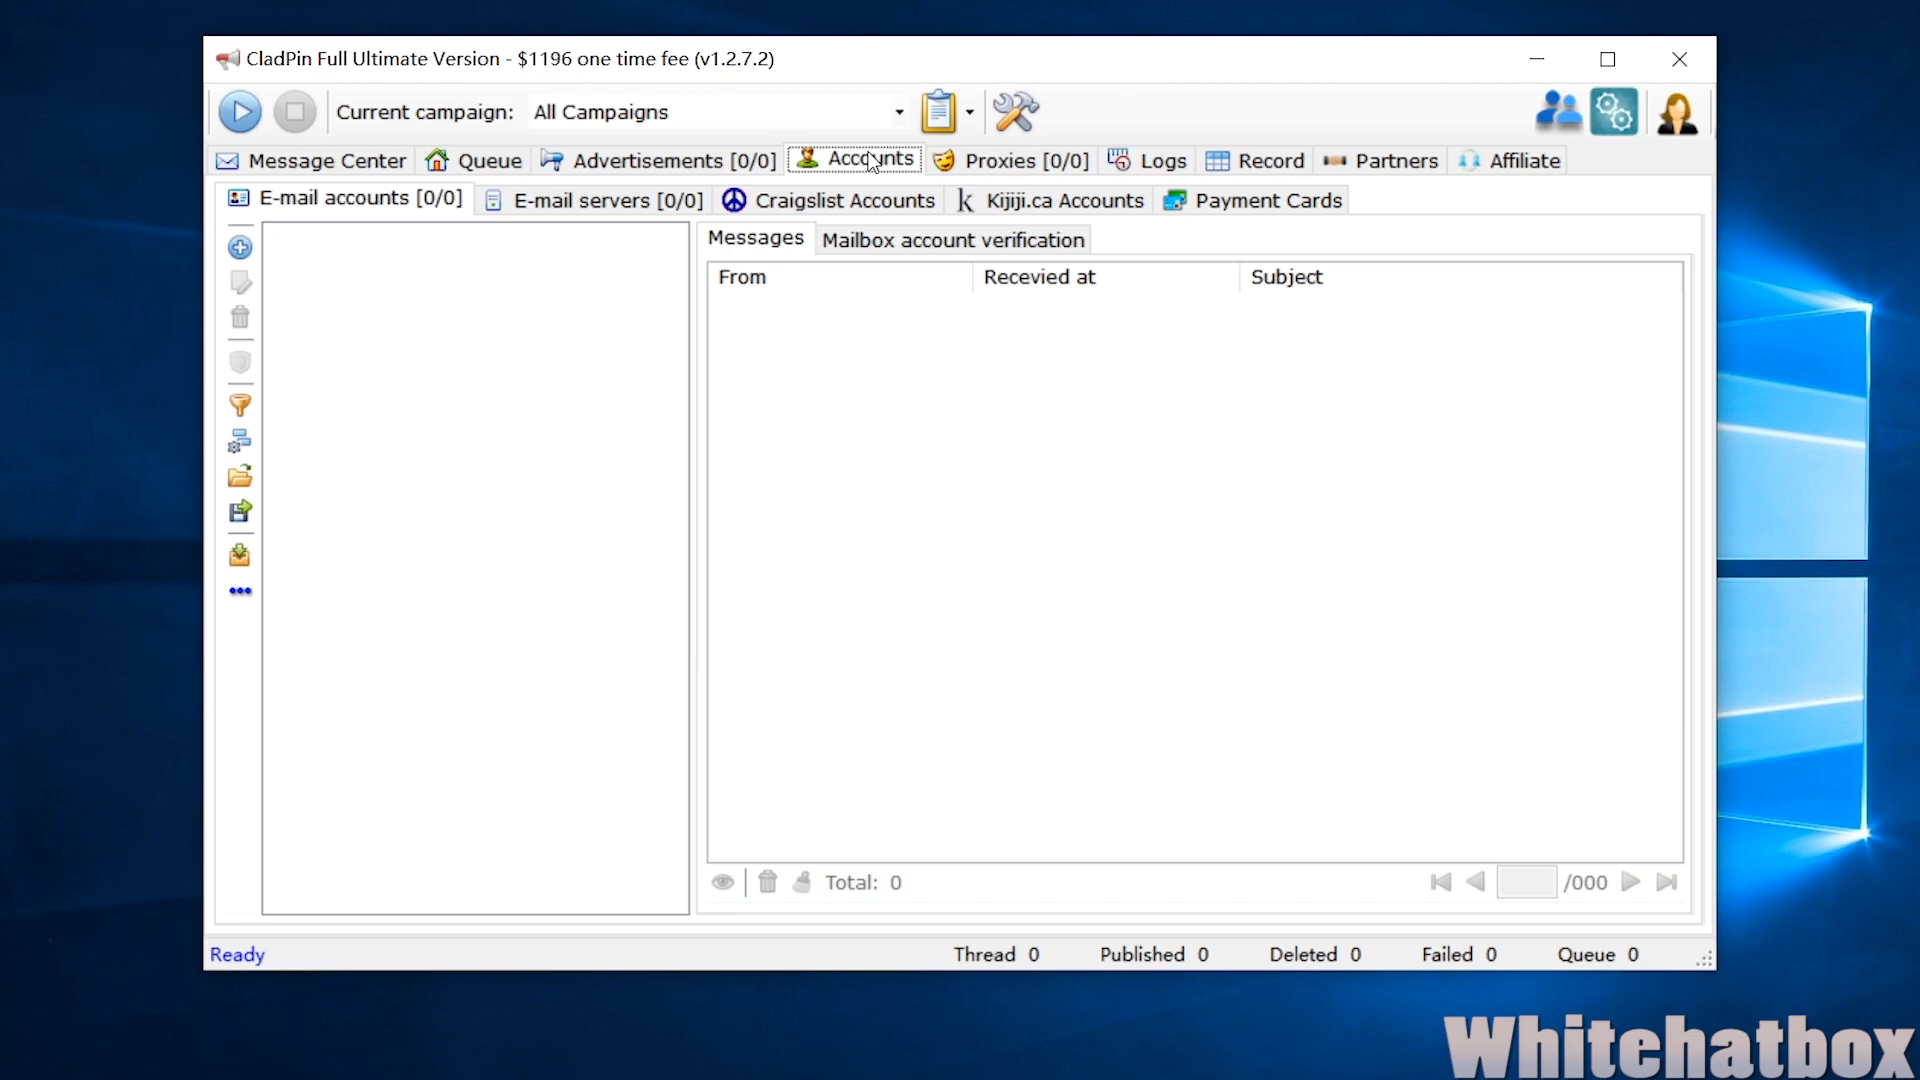 CladPin Full Ultimate Version - $1196 one time fee (v1.2.7.2)
Current campaign: All Campaigns
Message Center Queue Advertisements [0/0] Accounts Proxies [0/0] Logs Record Partners Affiliate
E-mail accounts [0/0] E-mail servers [0/0] Craigslist Accounts k Kijiji.ca Accounts Payment Cards
Messages Mailbox account verification
From Recevied at Subject
Total: 0 /000
Ready Thread 0 Published 0 Deleted 0 Failed 0 Queue 0
Whitehatbox